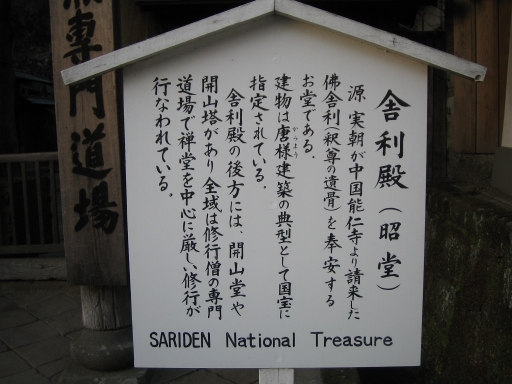 舎利殿（昭堂）
源 実朝が中国能仁寺より請来した
佛舎利（釈尊の遺骨）を奉安する
お堂である。
建物は唐様建築の典型として国宝に
からよう
指定されている。
舎利殿の後方には、開山堂や
開山塔があり全域は修行僧の専門
道場で禅堂を中心に厳しい修行が
行なわれている。
SARIDEN National Treasure
専門道場